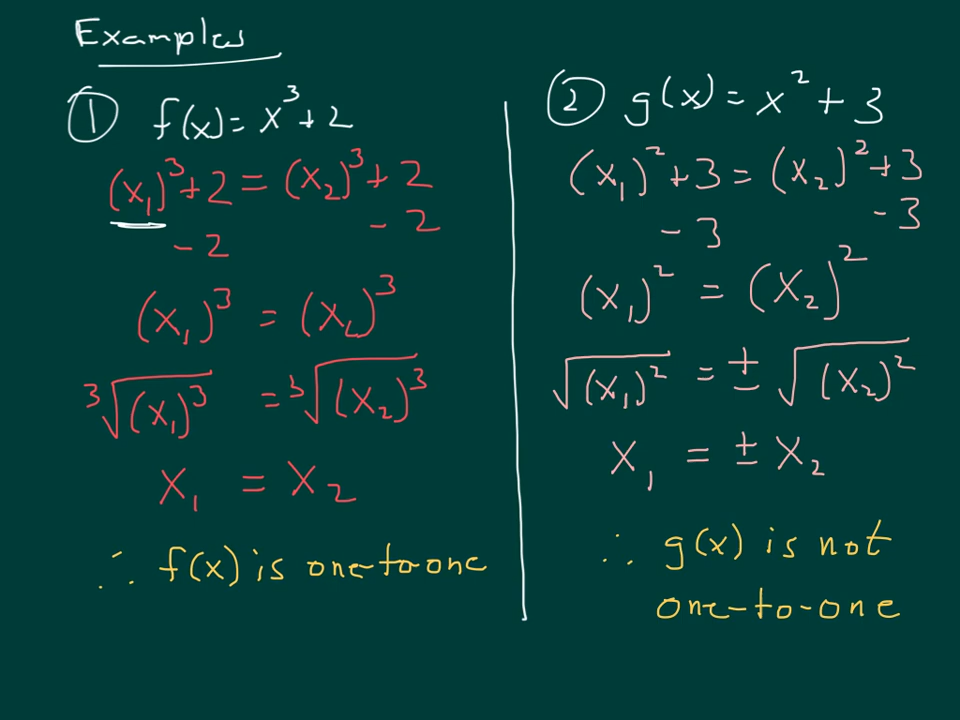 Examples
① f(x) = x³ + 2
(x₁)³ + 2 = (x₂)³ + 2
- 2 - 2
(x₁)³ = (x₂)³
³√(x₁)³ = ³√(x₂)³
x₁ = x₂
∴ f(x) is one-to-one
② g(x) = x² + 3
(x₁)² + 3 = (x₂)² + 3
- 3 - 3
(x₁)² = (x₂)²
√(x₁)² = ± √(x₂)²
x₁ = ± x₂
∴ g(x) is not
one-to-one